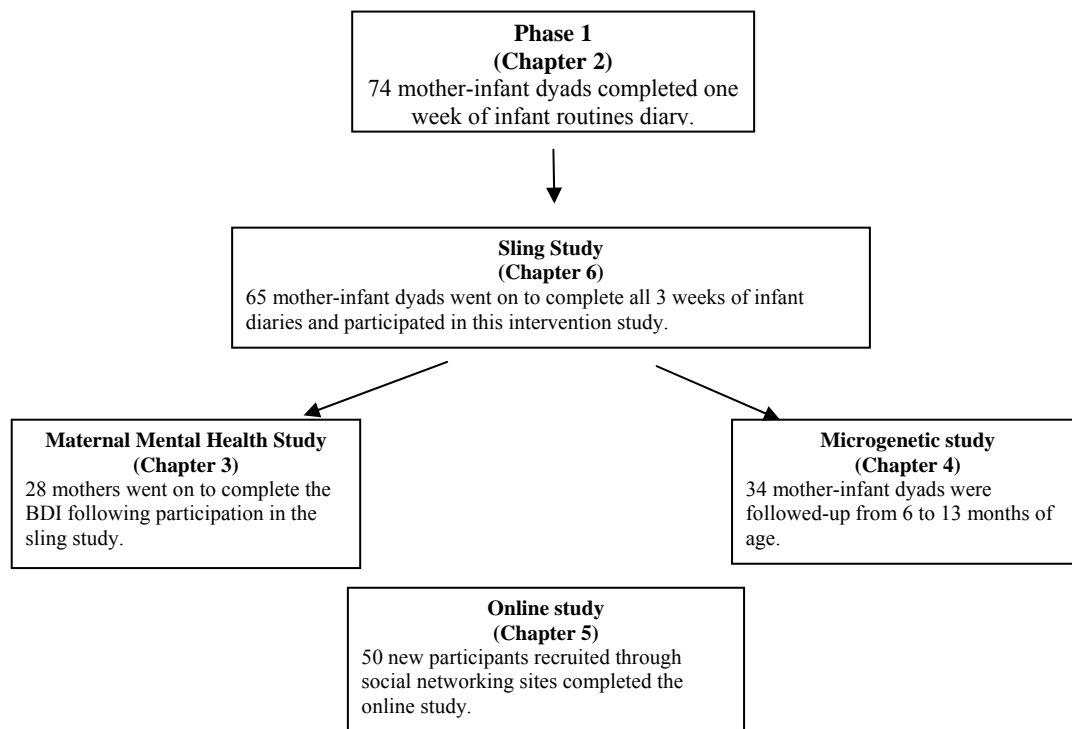 Phase 1
(Chapter 2)
74 mother-infant dyads completed one
week of infant routines diary.
Sling Study
(Chapter 6)
65 mother-infant dyads went on to complete all 3 weeks of infant
diaries and participated in this intervention study.
Maternal Mental Health Study
(Chapter 3)
28 mothers went on to complete the
BDI following participation in the
sling study.
Microgenetic study
(Chapter 4)
34 mother-infant dyads were
followed-up from 6 to 13 months of
age.
Online study
(Chapter 5)
50 new participants recruited through
social networking sites completed the
online study.